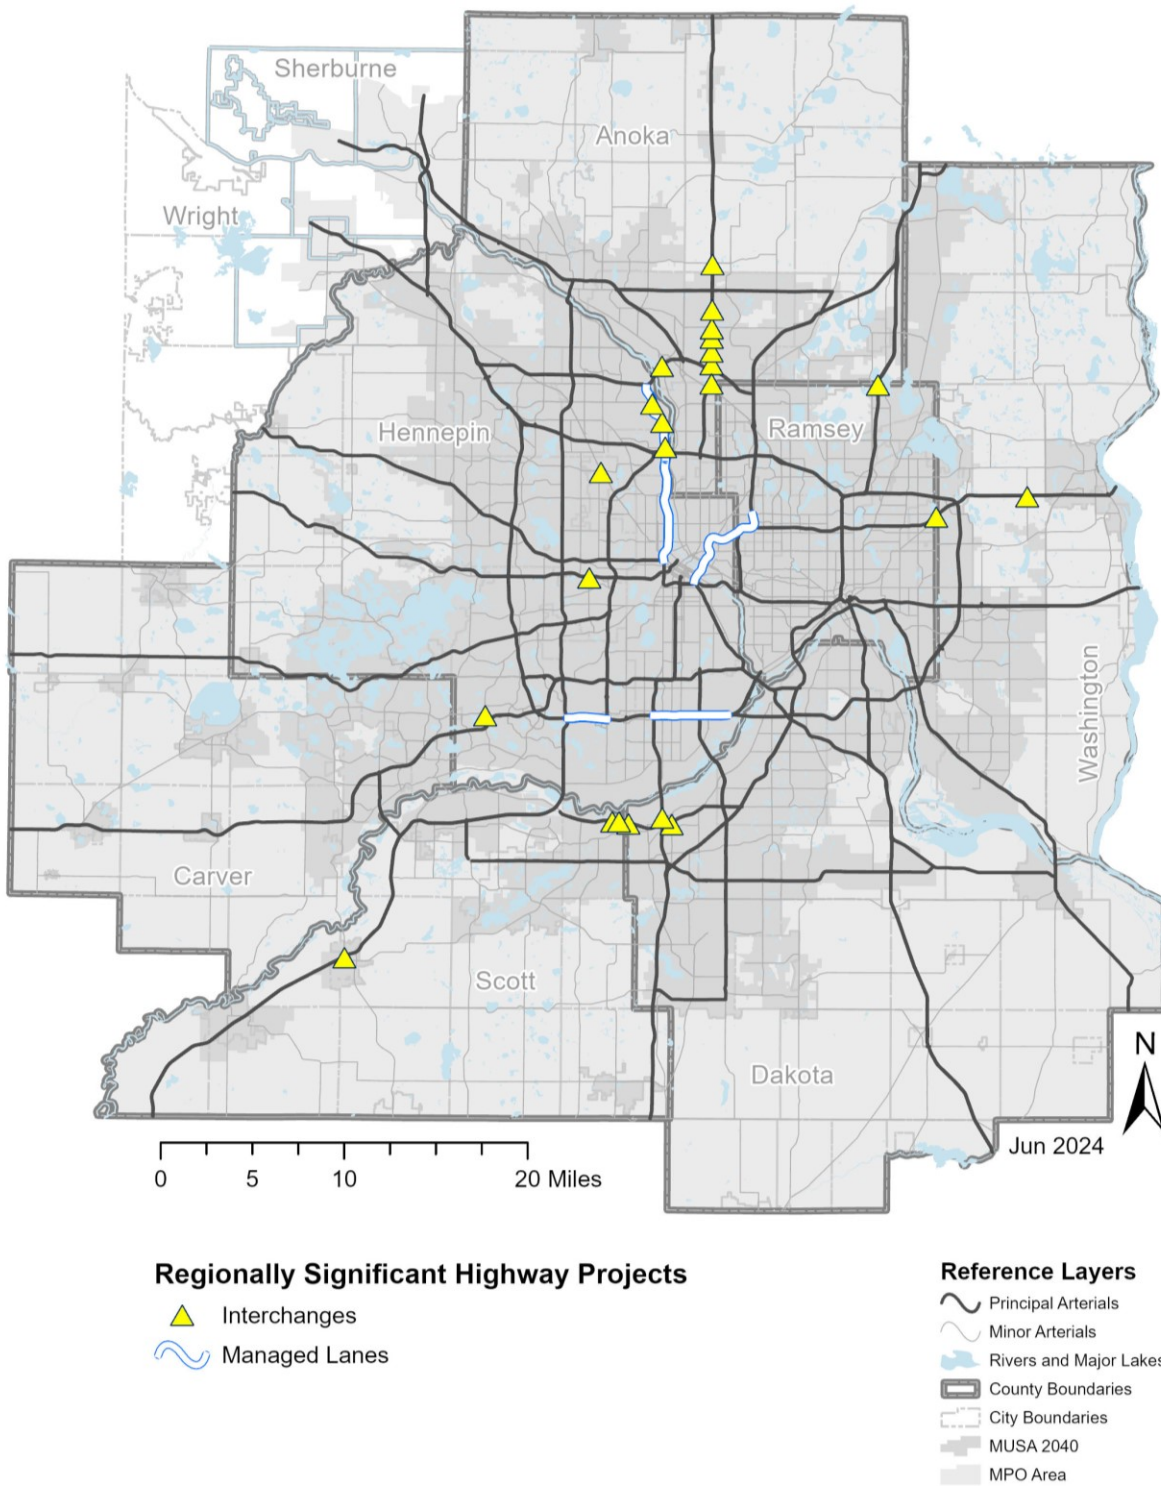 Sherburne
Anoka
Wright
Hennepin
Ramsey
Washington
Carver
Scott
Dakota
N
Jun 2024
0 5 10 20 Miles
Regionally Significant Highway Projects
Interchanges
Managed Lanes
Reference Layers
Principal Arterials
Minor Arterials
Rivers and Major Lakes
County Boundaries
City Boundaries
MUSA 2040
MPO Area